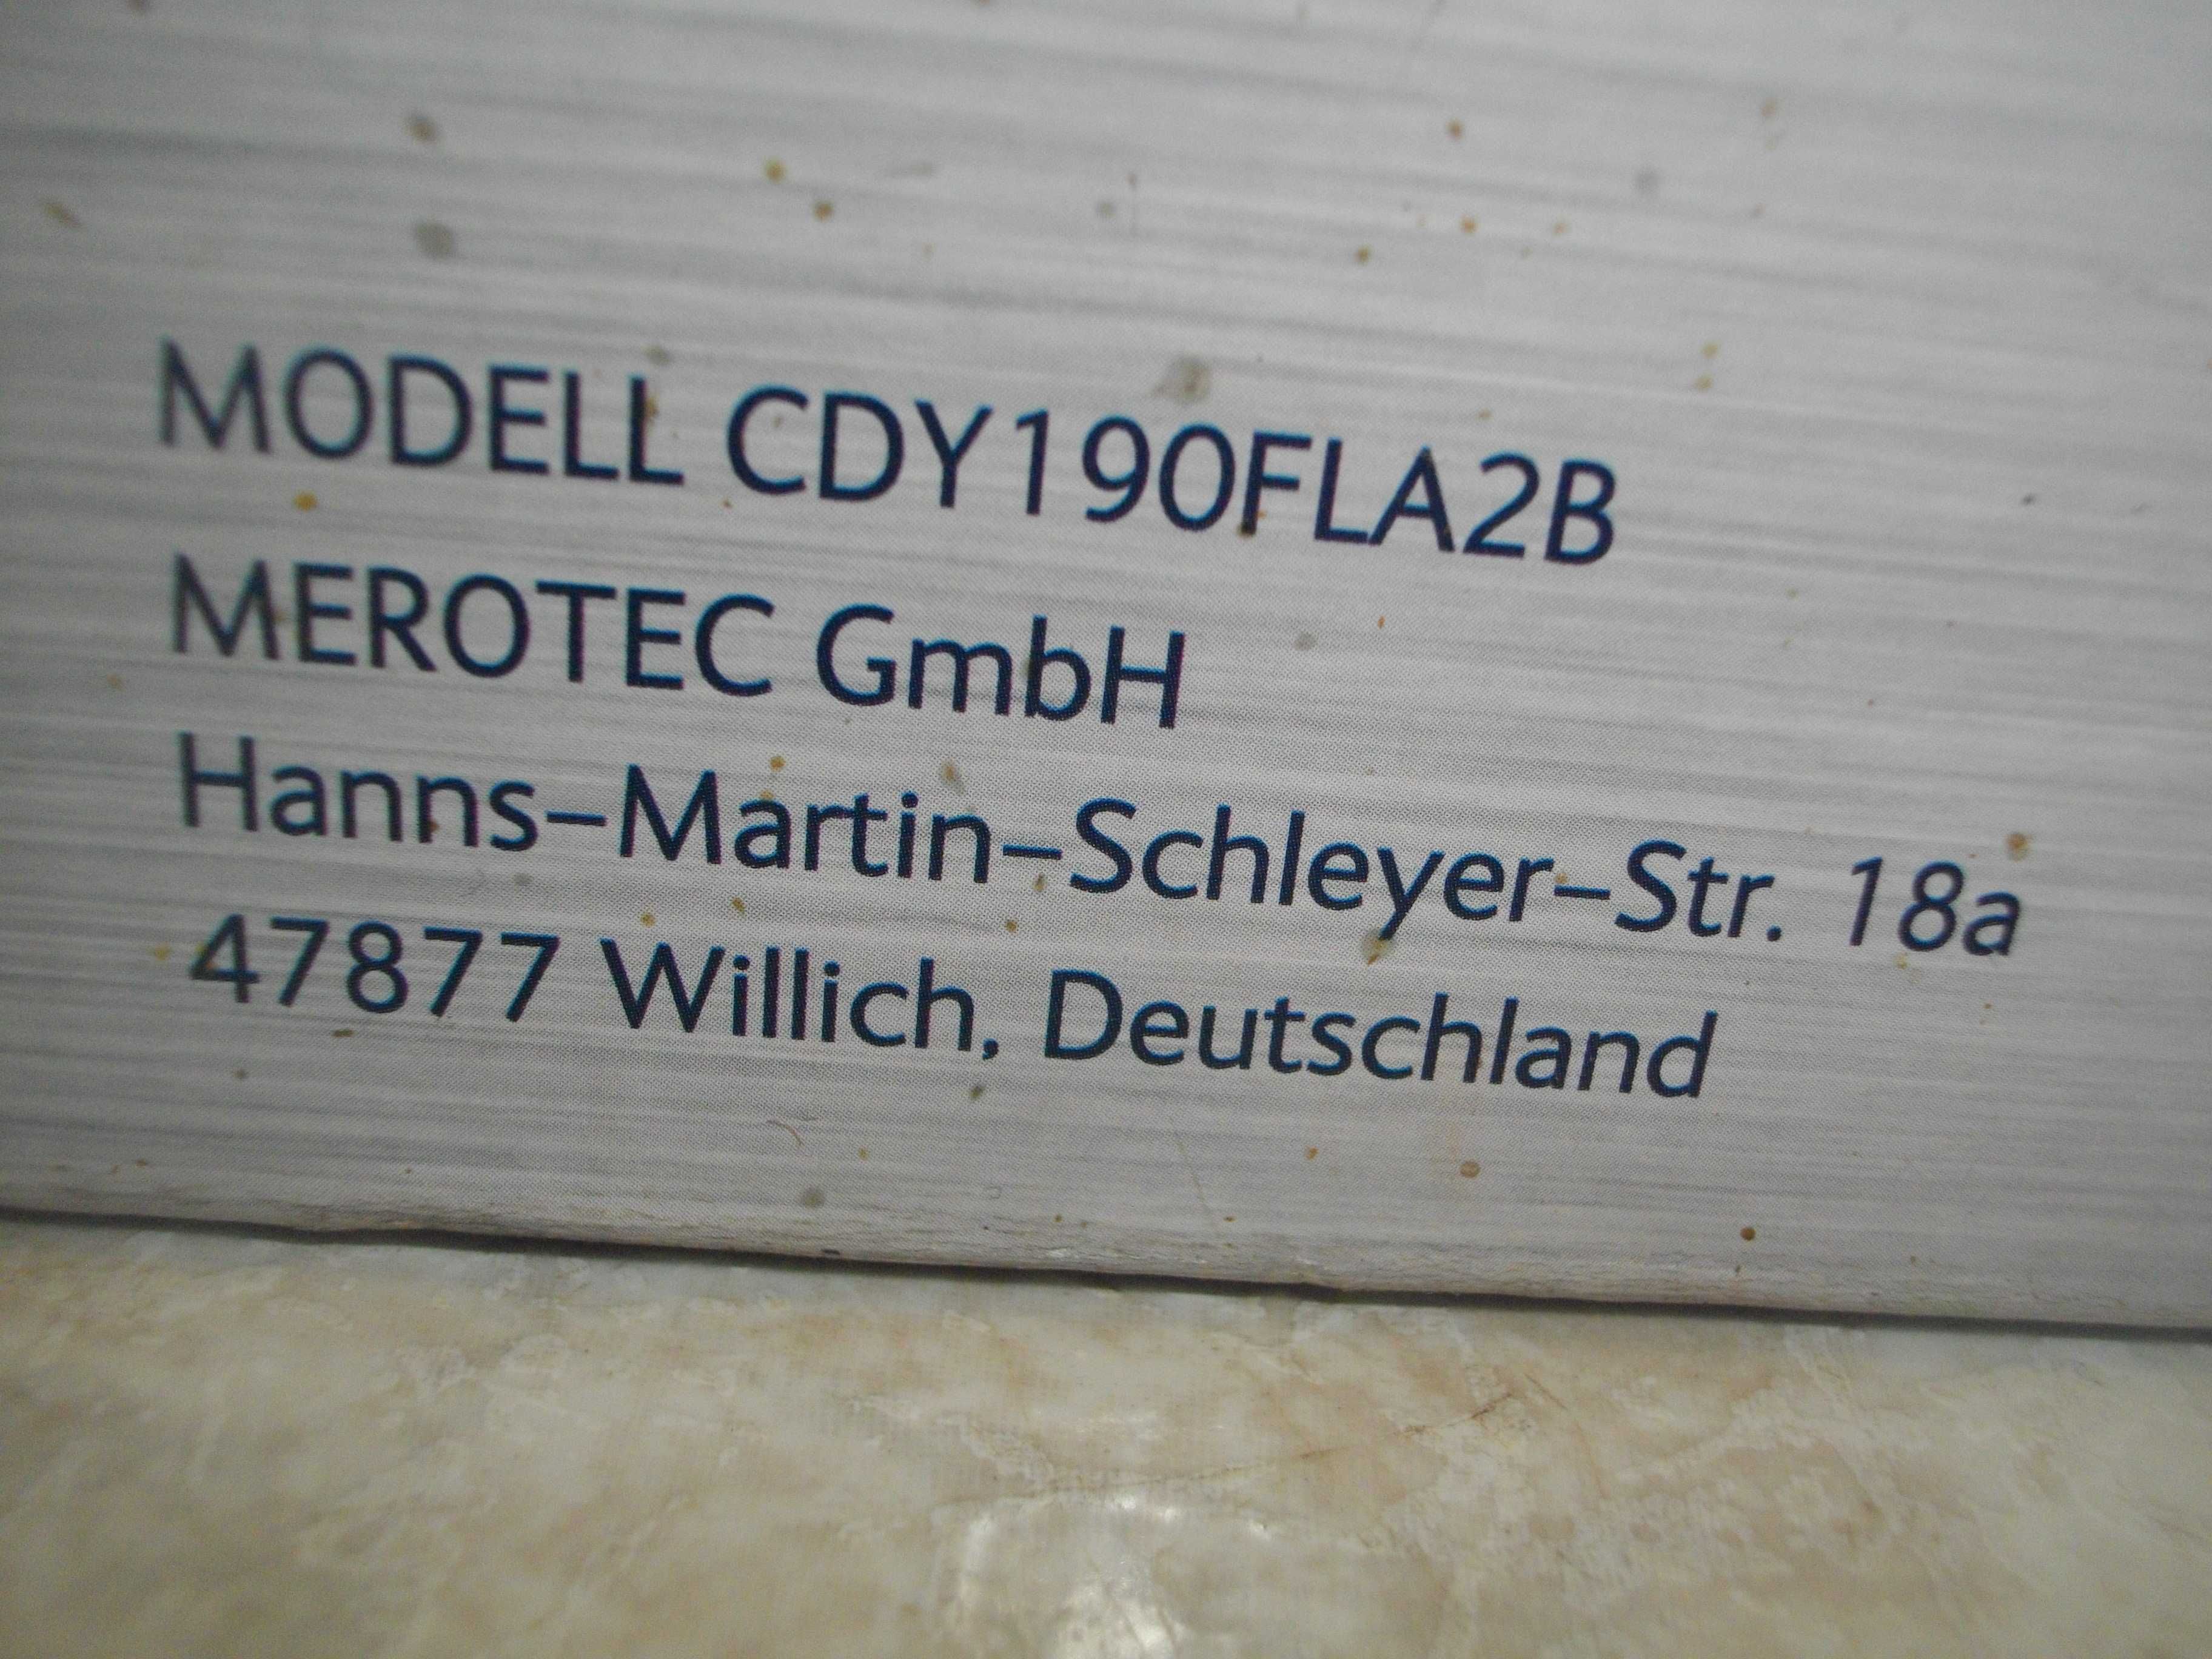 MODELL CDY190FLA2B
MEROTEC GmbH
Hanns-Martin-Schleyer-Str. 18a
47877 Willich, Deutschland